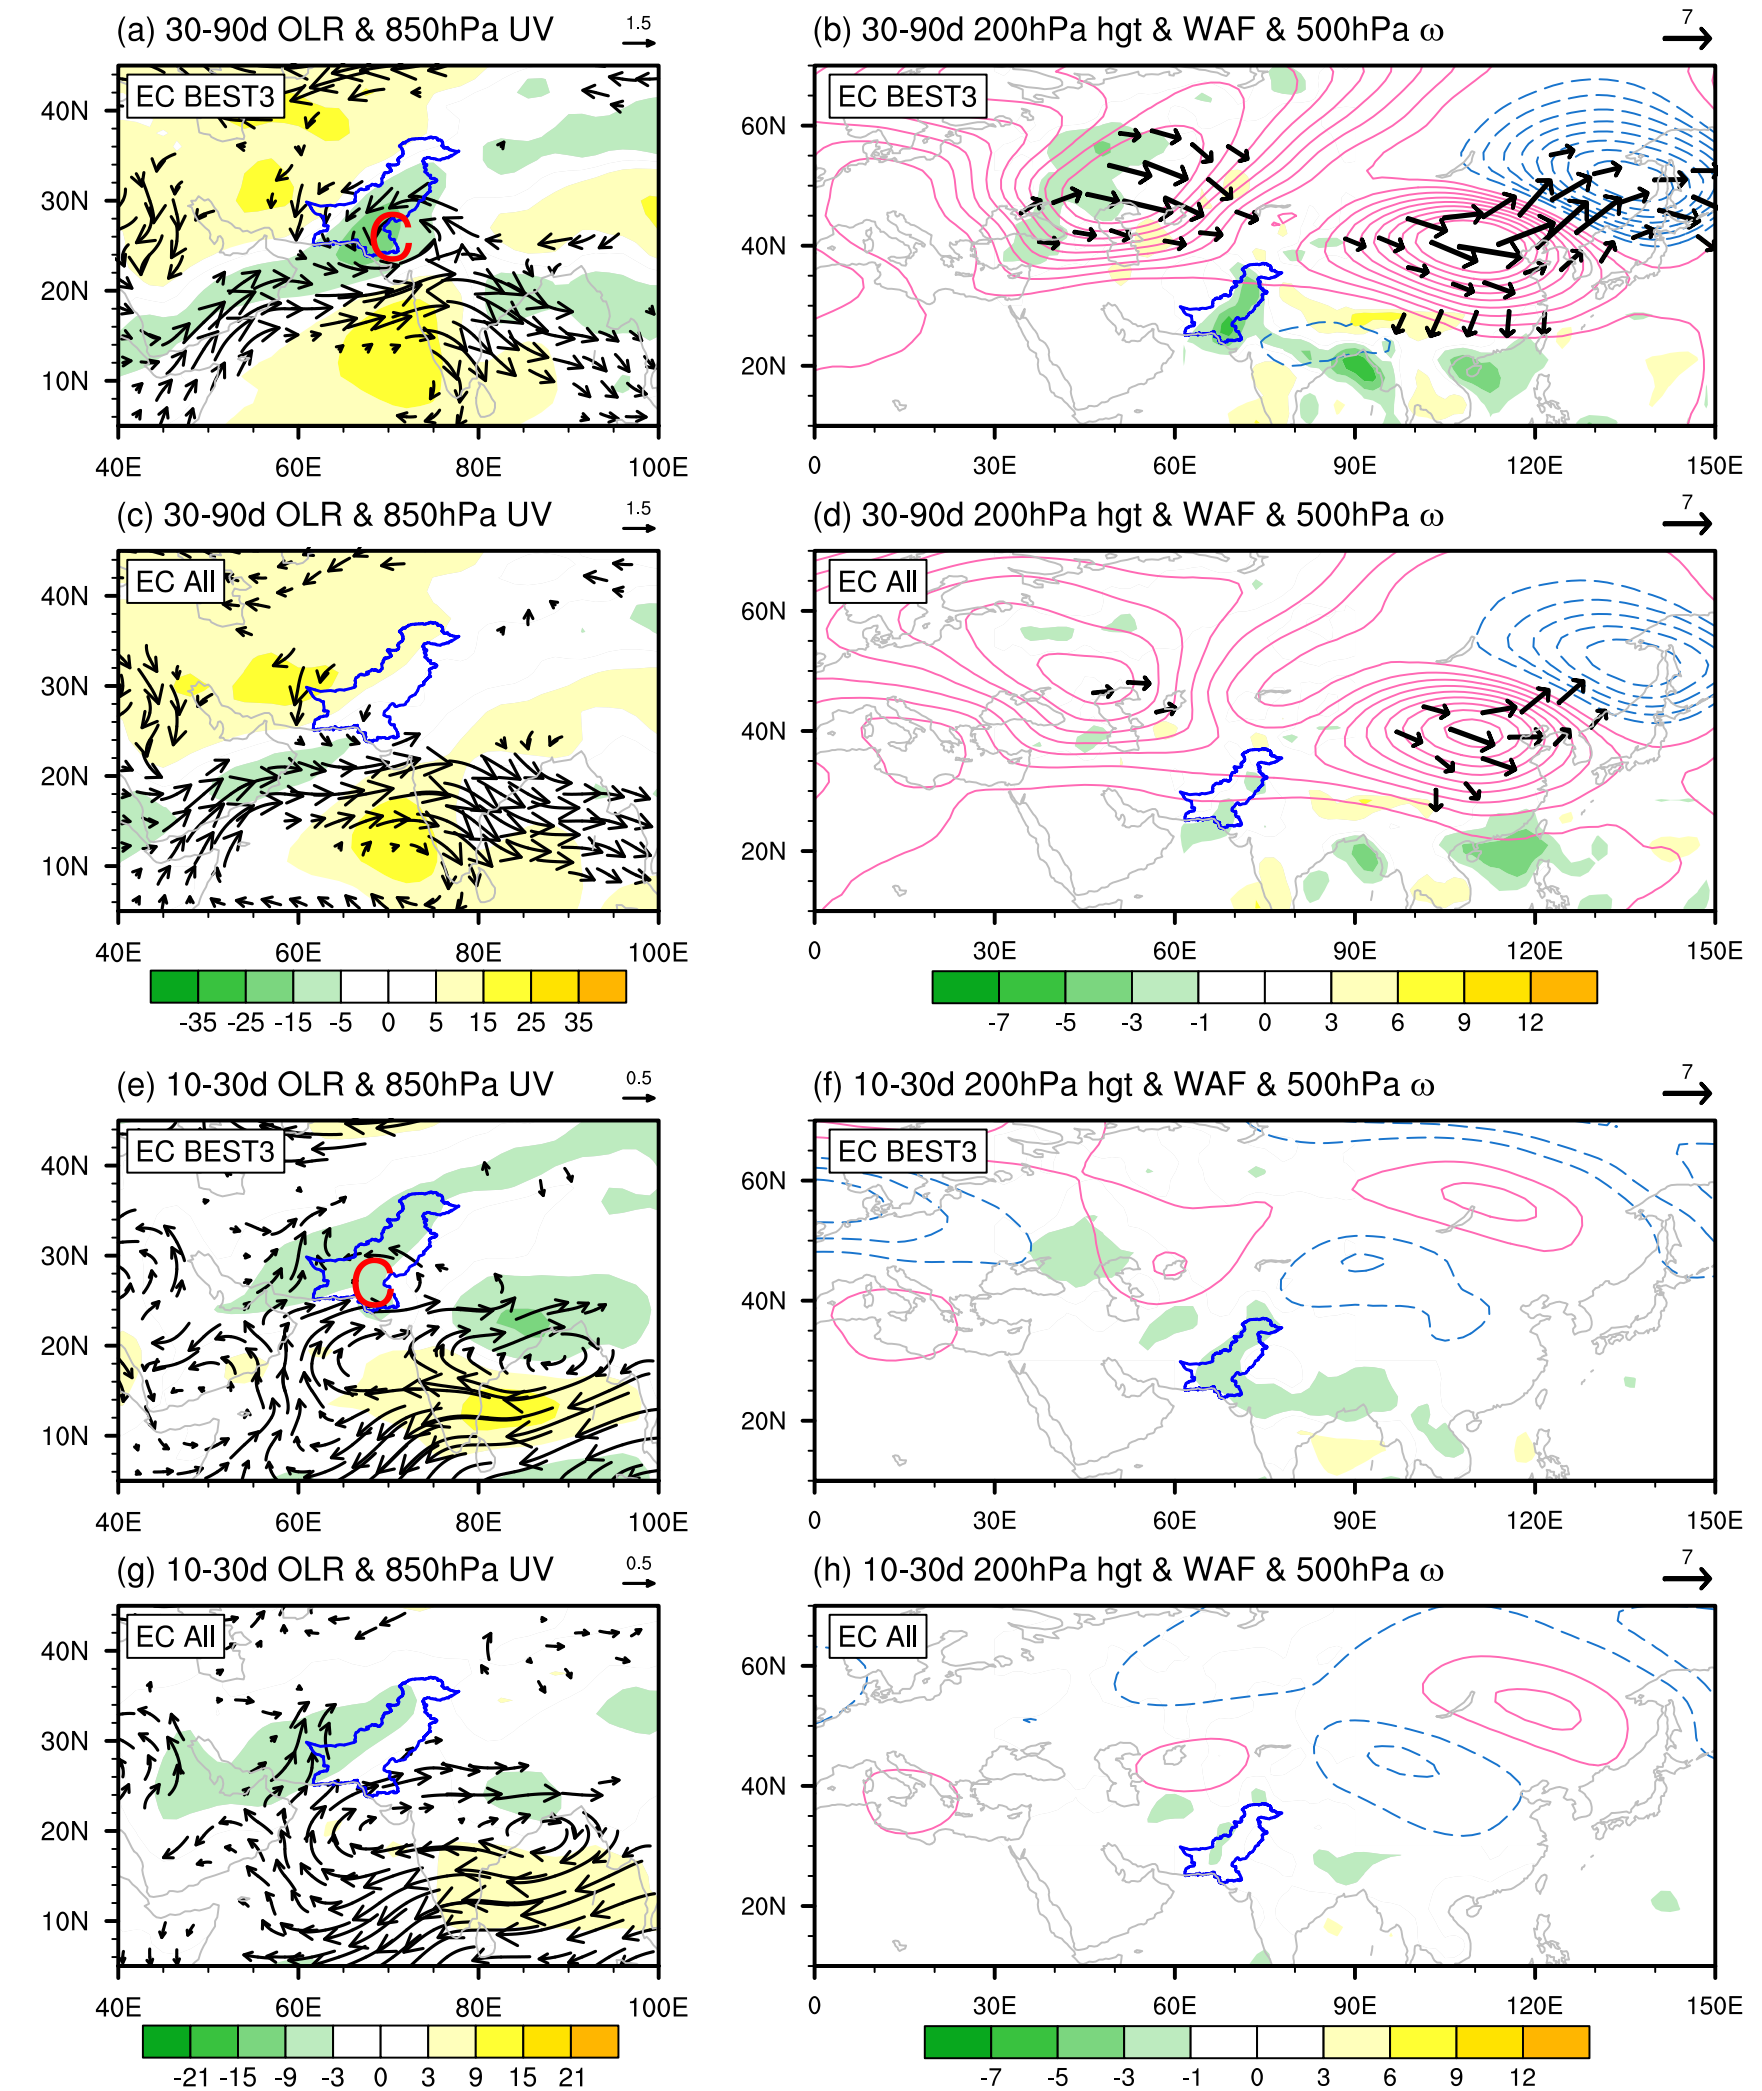 (a) 30-90d OLR & 850hPa UV
1.5
(b) 30-90d 200hPa hgt & WAF & 500hPa ω
7
EC BEST3
C
40N
30N
20N
10N
40E 60E 80E 100E
EC BEST3
60N
40N
20N
0 30E 60E 90E 120E 150E
(c) 30-90d OLR & 850hPa UV
1.5
(d) 30-90d 200hPa hgt & WAF & 500hPa ω
7
EC All
40N
30N
20N
10N
40E 60E 80E 100E
EC All
60N
40N
20N
0 30E 60E 90E 120E 150E
-35 -25 -15 -5 0 5 15 25 35
-7 -5 -3 -1 0 3 6 9 12
(e) 10-30d OLR & 850hPa UV
0.5
(f) 10-30d 200hPa hgt & WAF & 500hPa ω
7
EC BEST3
C
40N
30N
20N
10N
40E 60E 80E 100E
EC BEST3
60N
40N
20N
0 30E 60E 90E 120E 150E
(g) 10-30d OLR & 850hPa UV
0.5
(h) 10-30d 200hPa hgt & WAF & 500hPa ω
7
EC All
40N
30N
20N
10N
40E 60E 80E 100E
EC All
60N
40N
20N
0 30E 60E 90E 120E 150E
-21 -15 -9 -3 0 3 9 15 21
-7 -5 -3 -1 0 3 6 9 12